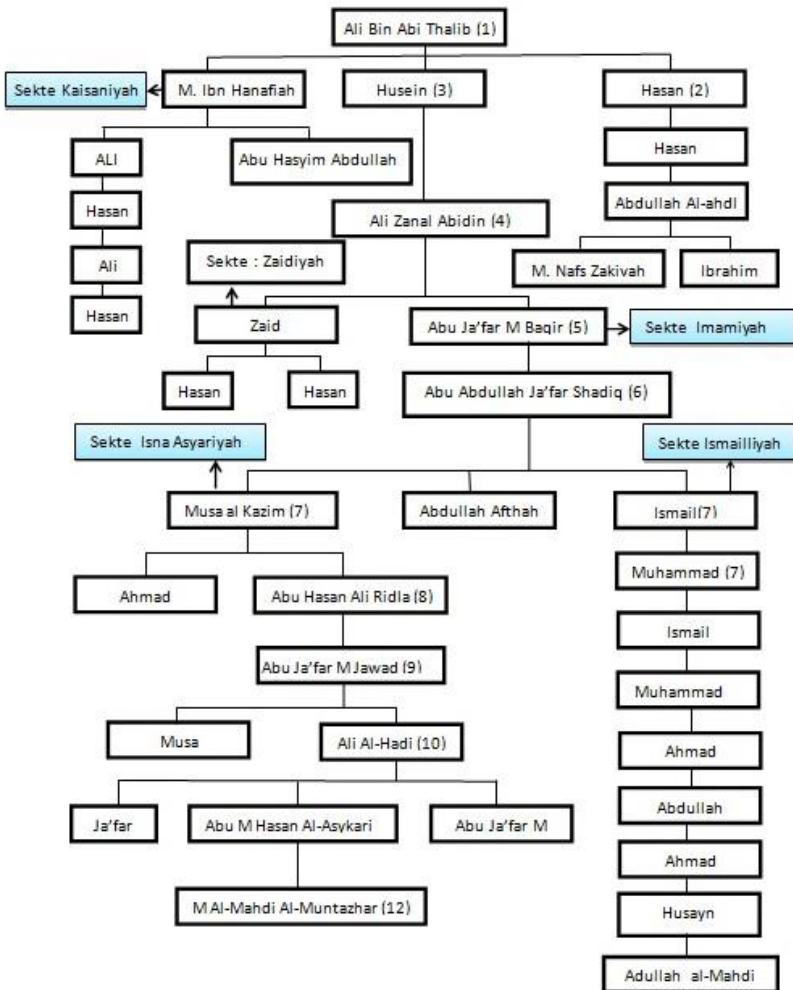 Ali Bin Abi Thalib (1)
Sekte Kaisaniyah
M. Ibn Hanafiah
Husein (3)
Hasan (2)
ALI
Abu Hasyim Abdullah
Hasan
Hasan
Abdullah Al-ahdl
Ali Zanal Abidin (4)
Ali
Sekte : Zaidiyah
M. Nafs Zakivah
Ibrahim
Hasan
Zaid
Abu Ja’far M Baqir (5)
Sekte Imamiyah
Hasan
Hasan
Abu Abdullah Ja’far Shadiq (6)
Sekte Isna Asyariyah
Sekte Ismailliyah
Musa al Kazim (7)
Abdullah Afthah
Ismail(7)
Ahmad
Abu Hasan Ali Ridla (8)
Muhammad (7)
Ismail
Abu Ja’far M Jawad (9)
Muhammad
Musa
Ali Al-Hadi (10)
Ahmad
Ja’far
Abu M Hasan Al-Asykari
Abu Ja’far M
Abdullah
Ahmad
M Al-Mahdi Al-Muntazhar (12)
Husayn
Adullah al-Mahdi